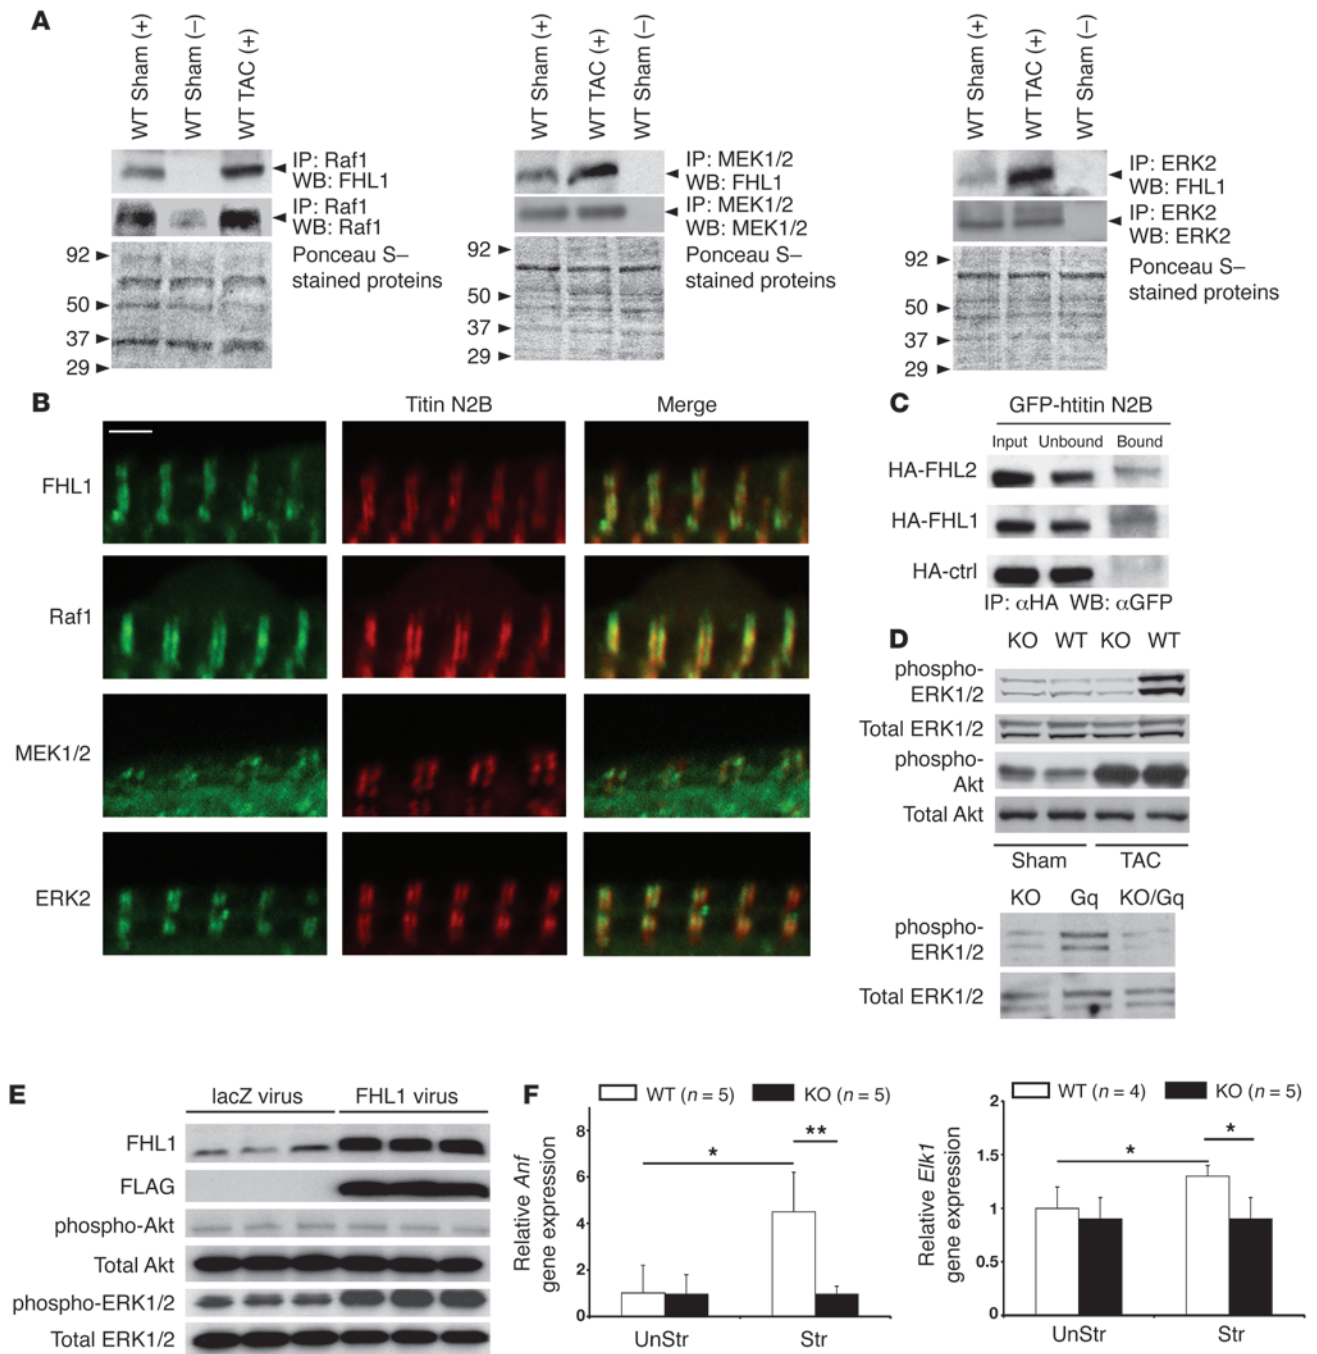 A
WT Sham (+)
WT Sham (–)
WT TAC (+)
IP: Raf1
WB: FHL1
IP: Raf1
WB: Raf1
92
50
37
29
Ponceau S–
stained proteins
WT Sham (+)
WT TAC (+)
WT Sham (–)
IP: MEK1/2
WB: FHL1
IP: MEK1/2
WB: MEK1/2
92
50
37
29
Ponceau S–
stained proteins
WT Sham (+)
WT TAC (+)
WT Sham (–)
IP: ERK2
WB: FHL1
IP: ERK2
WB: ERK2
92
50
37
29
Ponceau S–
stained proteins
B
Titin N2B
Merge
FHL1
Raf1
MEK1/2
ERK2
C
GFP-htitin N2B
Input Unbound Bound
HA-FHL2
HA-FHL1
HA-ctrl
IP: αHA WB: αGFP
D
KO WT KO WT
phospho-
ERK1/2
Total ERK1/2
phospho-
Akt
Total Akt
Sham TAC
KO Gq KO/Gq
phospho-
ERK1/2
Total ERK1/2
E
lacZ virus FHL1 virus
FHL1
FLAG
phospho-Akt
Total Akt
phospho-ERK1/2
Total ERK1/2
F
WT (n = 5) KO (n = 5)
Relative Anf
gene expression
8
6
4
2
0
*
**
UnStr Str
WT (n = 4) KO (n = 5)
Relative Elk1
gene expression
2
1.5
1
0.5
0
*
*
UnStr Str